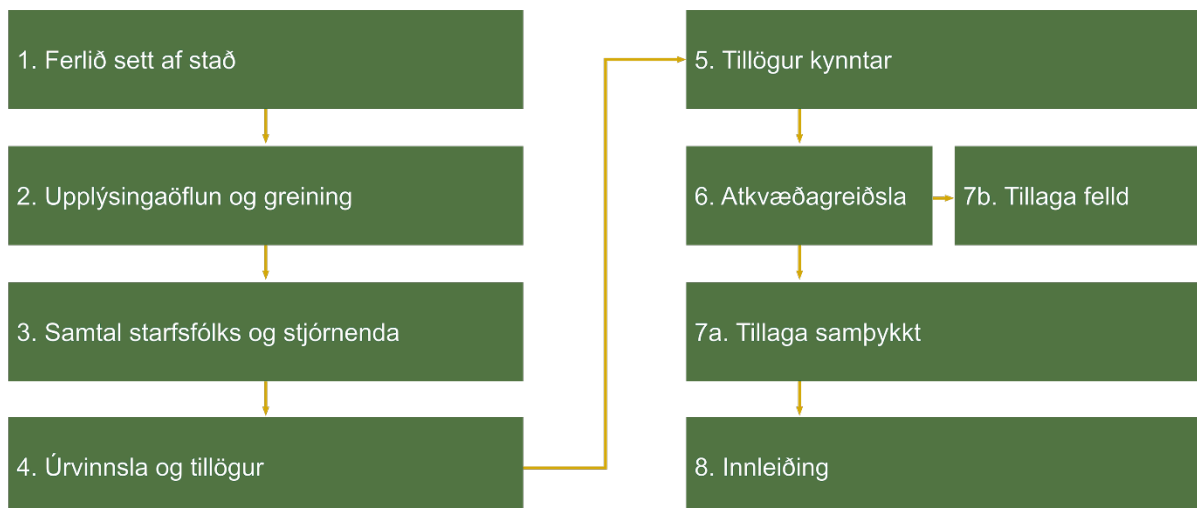 1. Ferlið sett af stað
2. Upplýsingaöflun og greining
3. Samtal starfsfólks og stjórnenda
4. Úrvinnsla og tillögur
5. Tillögur kynntar
6. Atkvæðagreiðsla
7b. Tillaga felld
7a. Tillaga samþykkt
8. Innleiðing